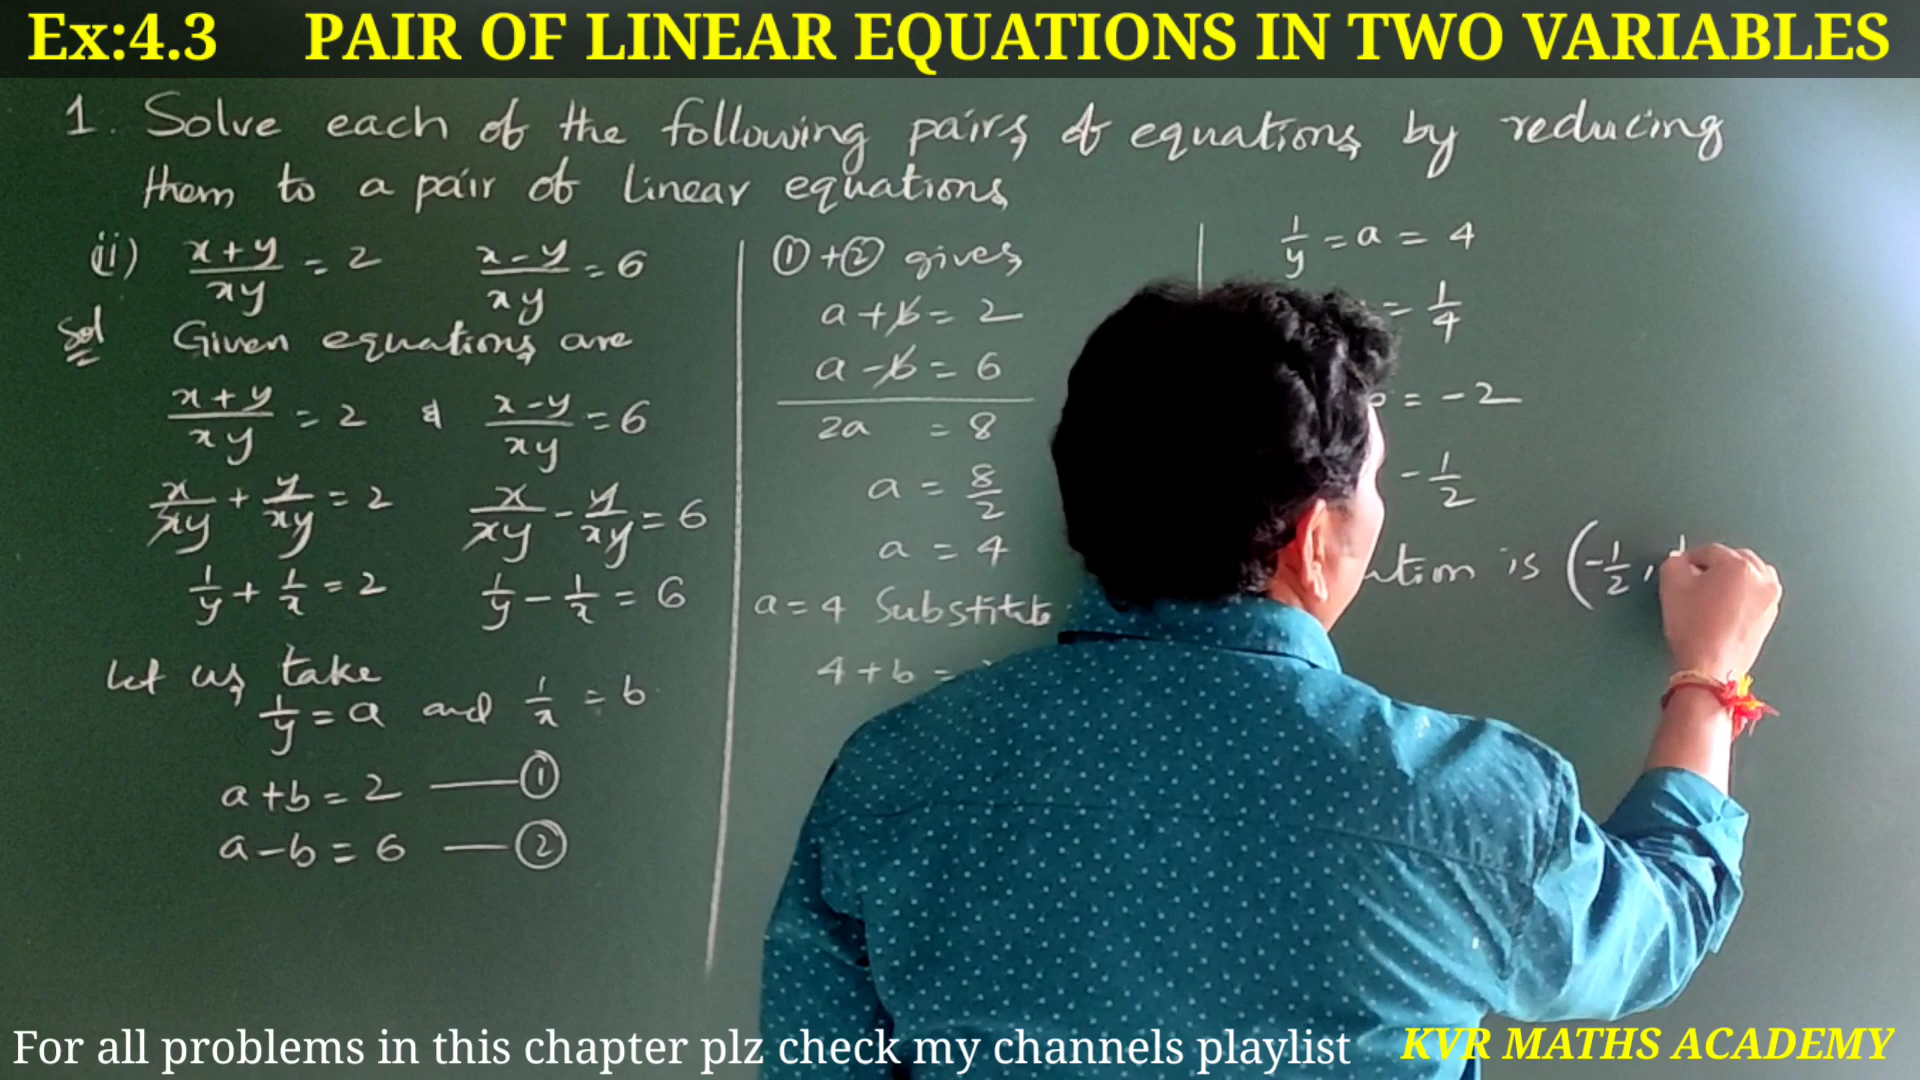 Ex:4.3 PAIR OF LINEAR EQUATIONS IN TWO VARIABLES
1. Solve each of the following pairs of equations by reducing
them to a pair of linear equations
(ii) x+y/xy = 2 x-y/xy = 6
Sol Given equations are
x+y/xy = 2 & x-y/xy = 6
x/xy + y/xy = 2 x/xy - y/xy = 6
1/y + 1/x = 2 1/y - 1/x = 6
Let us take
1/y = a and 1/x = b
a+b = 2 —— ①
a-b = 6 —— ②
① + ② gives
a+b = 2
a-b = 6
2a = 8
a = 8/2
a = 4
a = 4 Substitute
4+b =
1/y = a = 4
= 1/4
= -2
-1/2
is (-1/2,
For all problems in this chapter plz check my channels playlist
KVR MATHS ACADEMY